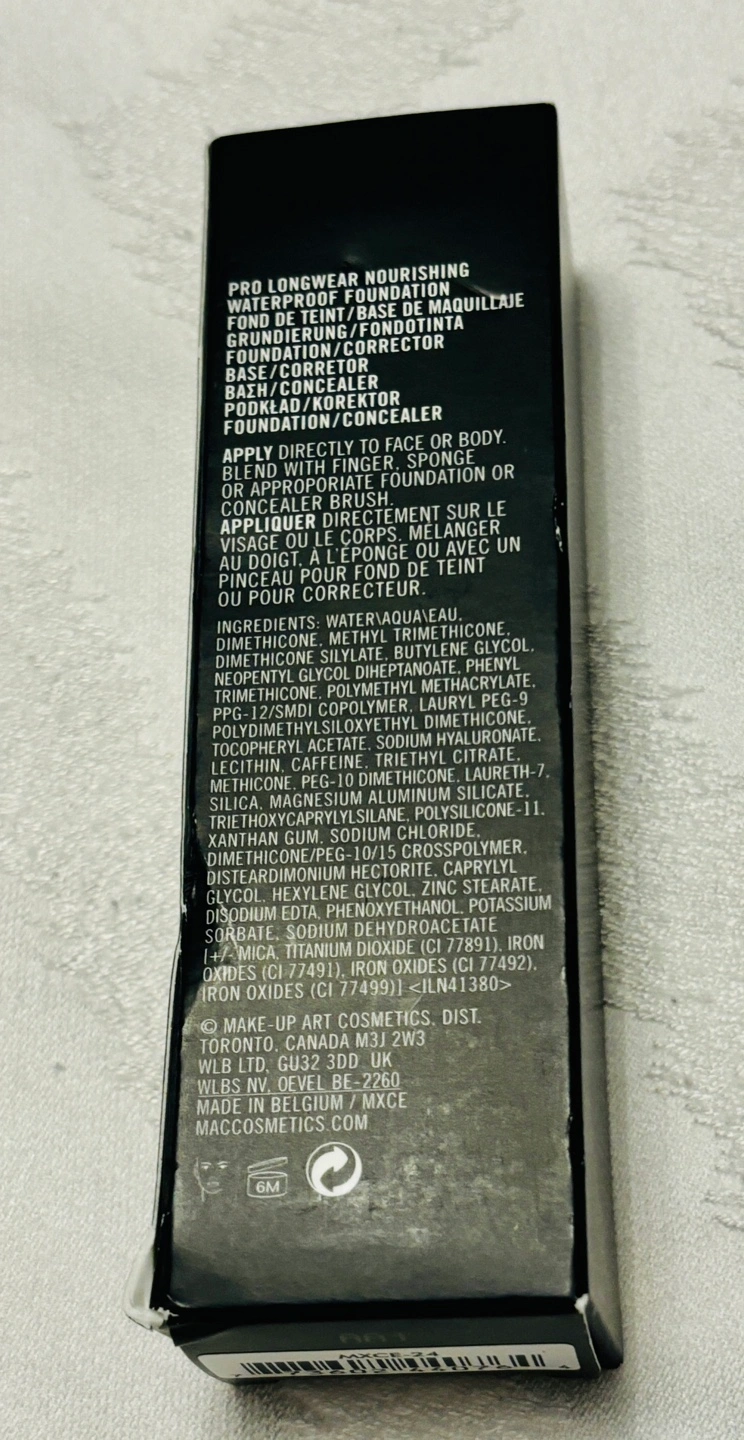 PRO LONGWEAR NOURISHING
WATERPROOF FOUNDATION
FOND DE TEINT/BASE DE MAQUILLAJE
GRUNDIERUNG/FONDOTINTA
FOUNDATION/CORRECTOR
BASE/CORRETOR
ΒΑΣΗ/CONCEALER
PODKŁAD/KOREKTOR
FOUNDATION/CONCEALER
APPLY DIRECTLY TO FACE OR BODY.
BLEND WITH FINGER, SPONGE
OR APPROPORIATE FOUNDATION OR
CONCEALER BRUSH.
APPLIQUER DIRECTEMENT SUR LE
VISAGE OU LE CORPS. MÉLANGER
AU DOIGT, À L'ÉPONGE OU AVEC UN
PINCEAU POUR FOND DE TEINT
OU POUR CORRECTEUR.
INGREDIENTS: WATER\AQUA\EAU,
DIMETHICONE, METHYL TRIMETHICONE,
DIMETHICONE SILYLATE, BUTYLENE GLYCOL,
NEOPENTYL GLYCOL DIHEPTANOATE, PHENYL
TRIMETHICONE, POLYMETHYL METHACRYLATE,
PPG-12/SMDI COPOLYMER, LAURYL PEG-9
POLYDIMETHYLSILOXYETHYL DIMETHICONE,
TOCOPHERYL ACETATE, SODIUM HYALURONATE,
LECITHIN, CAFFEINE, TRIETHYL CITRATE,
METHICONE, PEG-10 DIMETHICONE, LAURETH-7,
SILICA, MAGNESIUM ALUMINUM SILICATE,
TRIETHOXYCAPRYLYLSILANE, POLYSILICONE-11,
XANTHAN GUM, SODIUM CHLORIDE,
DIMETHICONE/PEG-10/15 CROSSPOLYMER,
DISTEARDIMONIUM HECTORITE, CAPRYLYL
GLYCOL, HEXYLENE GLYCOL, ZINC STEARATE,
DISODIUM EDTA, PHENOXYETHANOL, POTASSIUM
SORBATE, SODIUM DEHYDROACETATE
[+/- MICA, TITANIUM DIOXIDE (CI 77891), IRON
OXIDES (CI 77491), IRON OXIDES (CI 77492),
IRON OXIDES (CI 77499)] <ILN41380>
© MAKE-UP ART COSMETICS, DIST.
TORONTO, CANADA M3J 2W3
WLB LTD, GU32 3DD UK
WLBS NV, OEVEL BE-2260
MADE IN BELGIUM / MXCE
MACCOSMETICS.COM
6M
MXCE-24